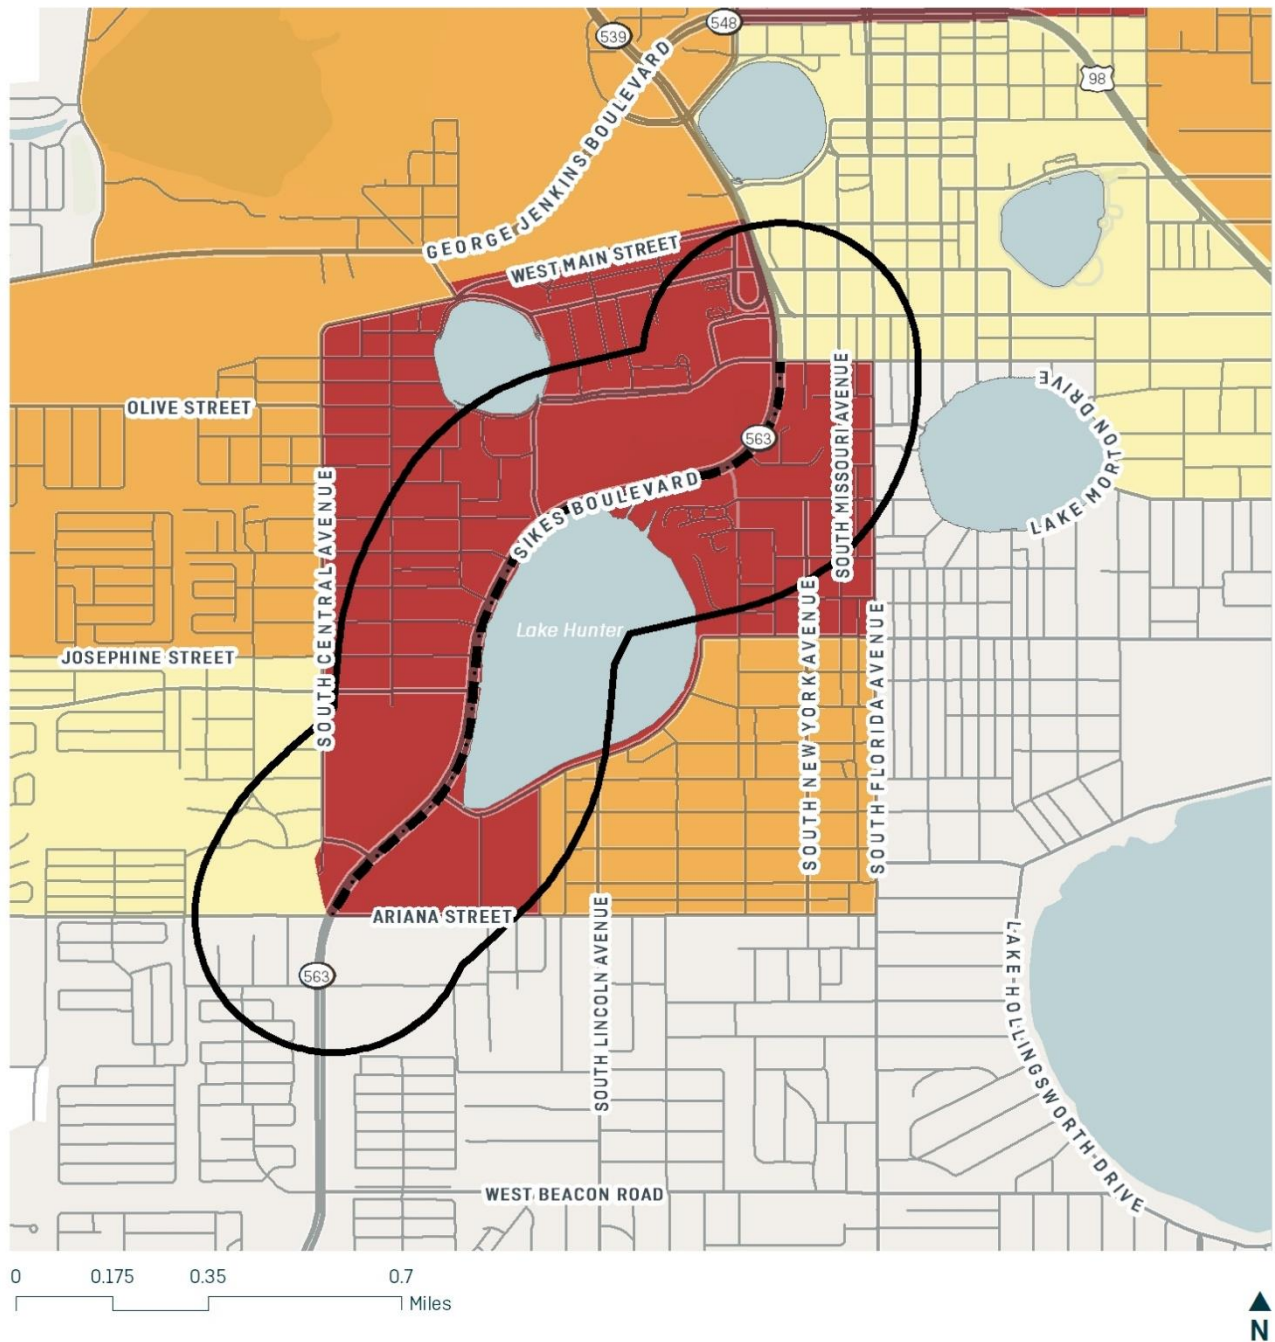 548
539
98
GEORGE JENKINS BOULEVARD
WEST MAIN STREET
OLIVE STREET
LAKE MORTON DRIVE
563
SOUTH MISSOURI AVENUE
SIKES BOULEVARD
SOUTH CENTRAL AVENUE
Lake Hunter
JOSEPHINE STREET
SOUTH NEW YORK AVENUE
SOUTH FLORIDA AVENUE
ARIANA STREET
563
SOUTH LINCOLN AVENUE
LAKE HOLLINGSWORTH DRIVE
WEST BEACON ROAD
0 0.175 0.35 0.7
Miles
N